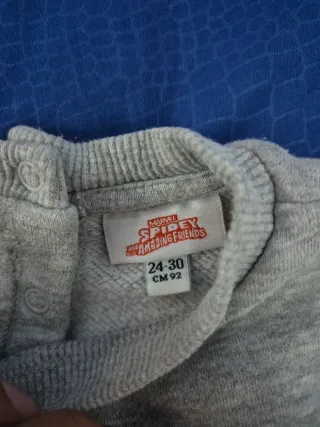 MARVEL
SPIDEY
AND HIS
AMAZING FRIENDS
24-30
CM 92